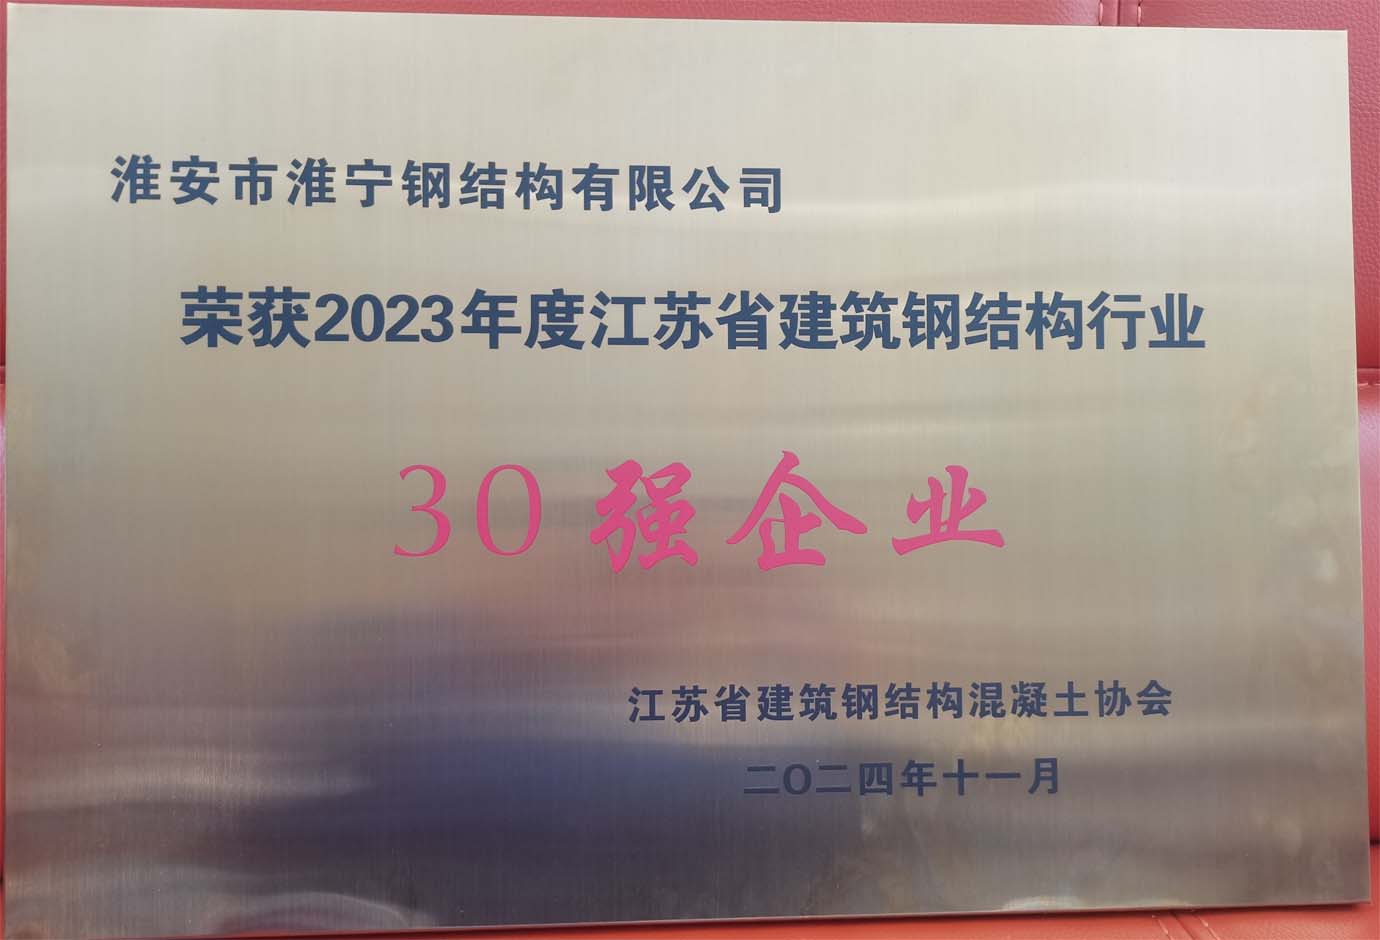 淮安市淮宁钢结构有限公司
荣获2023年度江苏省建筑钢结构行业
30强企业
江苏省建筑钢结构混凝土协会
二〇二四年十一月